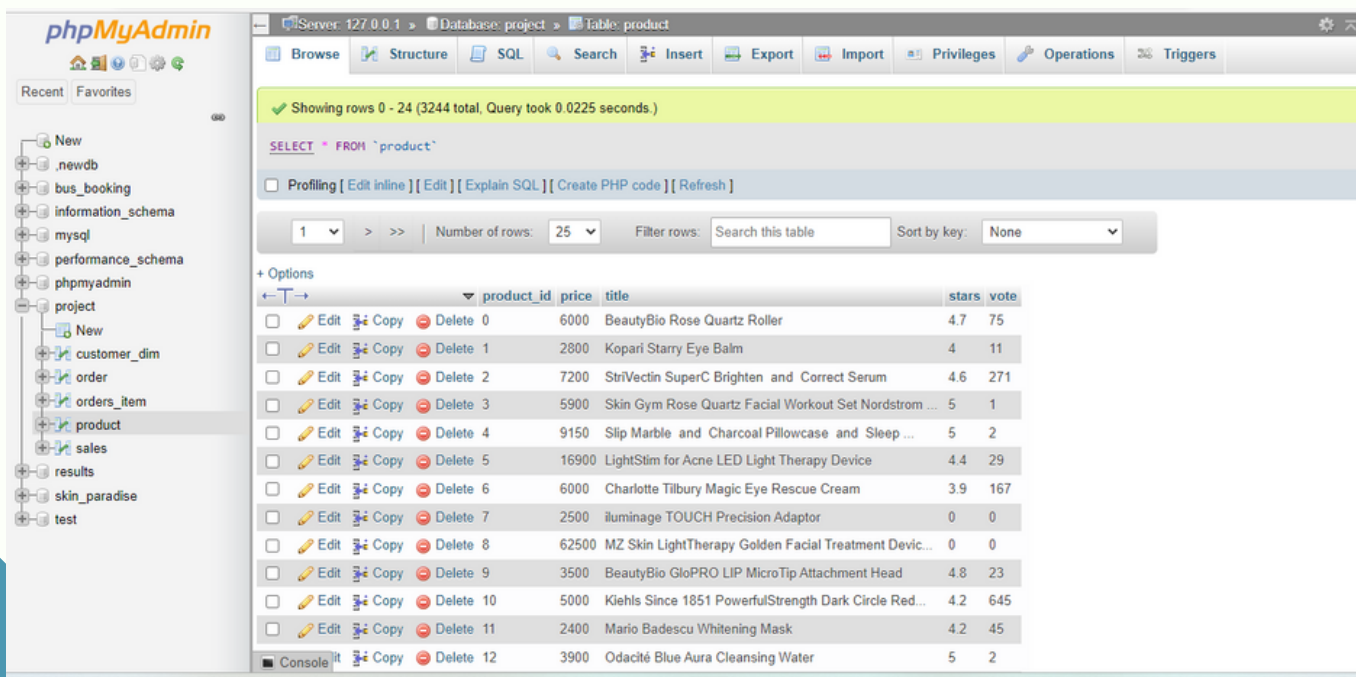 phpMyAdmin
Recent Favorites
New
.newdb
bus_booking
information_schema
mysql
performance_schema
phpmyadmin
project
New
customer_dim
order
orders_item
product
sales
results
skin_paradise
test
Server: 127.0.0.1 » Database: project » Table: product
Browse Structure SQL Search Insert Export Import Privileges Operations Triggers
Showing rows 0 - 24 (3244 total, Query took 0.0225 seconds.)
SELECT * FROM `product`
Profiling [ Edit inline ] [ Edit ] [ Explain SQL ] [ Create PHP code ] [ Refresh ]
1 > >> | Number of rows: 25 Filter rows: Search this table Sort by key: None
+ Options
←T→ product_id price title stars vote
Edit Copy Delete 0 6000 BeautyBio Rose Quartz Roller 4.7 75
Edit Copy Delete 1 2800 Kopari Starry Eye Balm 4 11
Edit Copy Delete 2 7200 StriVectin SuperC Brighten and Correct Serum 4.6 271
Edit Copy Delete 3 5900 Skin Gym Rose Quartz Facial Workout Set Nordstrom ... 5 1
Edit Copy Delete 4 9150 Slip Marble and Charcoal Pillowcase and Sleep ... 5 2
Edit Copy Delete 5 16900 LightStim for Acne LED Light Therapy Device 4.4 29
Edit Copy Delete 6 6000 Charlotte Tilbury Magic Eye Rescue Cream 3.9 167
Edit Copy Delete 7 2500 iluminage TOUCH Precision Adaptor 0 0
Edit Copy Delete 8 62500 MZ Skin LightTherapy Golden Facial Treatment Devic... 0 0
Edit Copy Delete 9 3500 BeautyBio GloPRO LIP MicroTip Attachment Head 4.8 23
Edit Copy Delete 10 5000 Kiehls Since 1851 PowerfulStrength Dark Circle Red... 4.2 645
Edit Copy Delete 11 2400 Mario Badescu Whitening Mask 4.2 45
Console it Copy Delete 12 3900 Odacité Blue Aura Cleansing Water 5 2